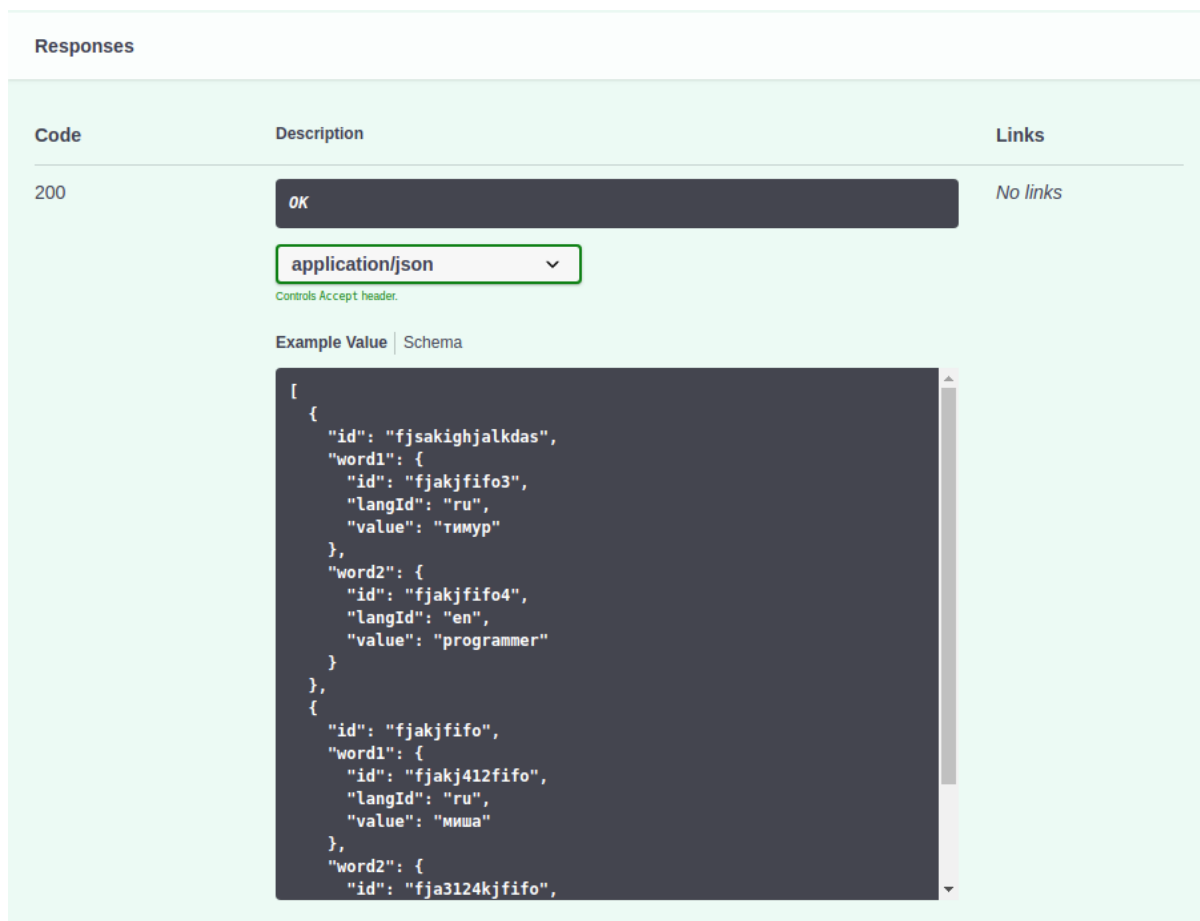 Responses
Code Description Links
200 OK No links
application/json
Controls Accept header.
Example Value Schema
[
  {
    "id": "fjsakighjalkdas",
    "word1": {
      "id": "fjakjfifo3",
      "langId": "ru",
      "value": "тимур"
    },
    "word2": {
      "id": "fjakjfifo4",
      "langId": "en",
      "value": "programmer"
    }
  },
  {
    "id": "fjakjfifo",
    "word1": {
      "id": "fjakj412fifo",
      "langId": "ru",
      "value": "миша"
    },
    "word2": {
      "id": "fja3124kjfifo",